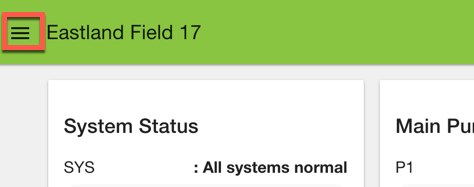 Eastland Field 17
System Status
SYS : All systems normal
Main Pu
P1